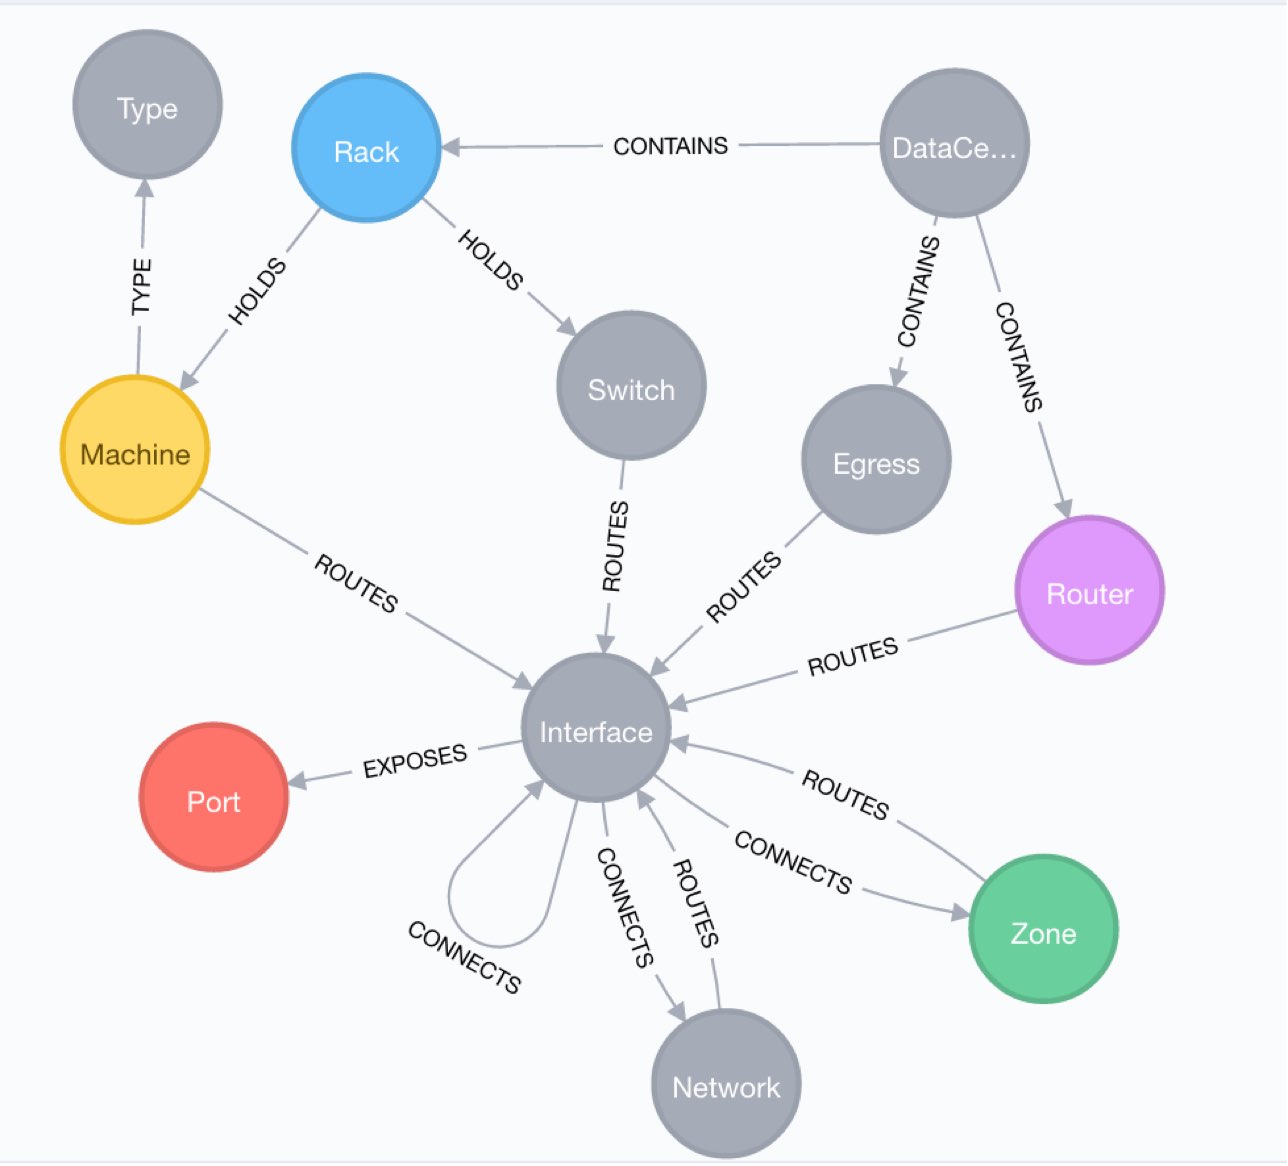 Type
Rack
CONTAINS
DataCe...
TYPE
HOLDS
HOLDS
CONTAINS
CONTAINS
Machine
Switch
Egress
Router
ROUTES
ROUTES
ROUTES
ROUTES
Interface
Port
EXPOSES
ROUTES
CONNECTS
CONNECTS
CONNECTS
ROUTES
Zone
Network